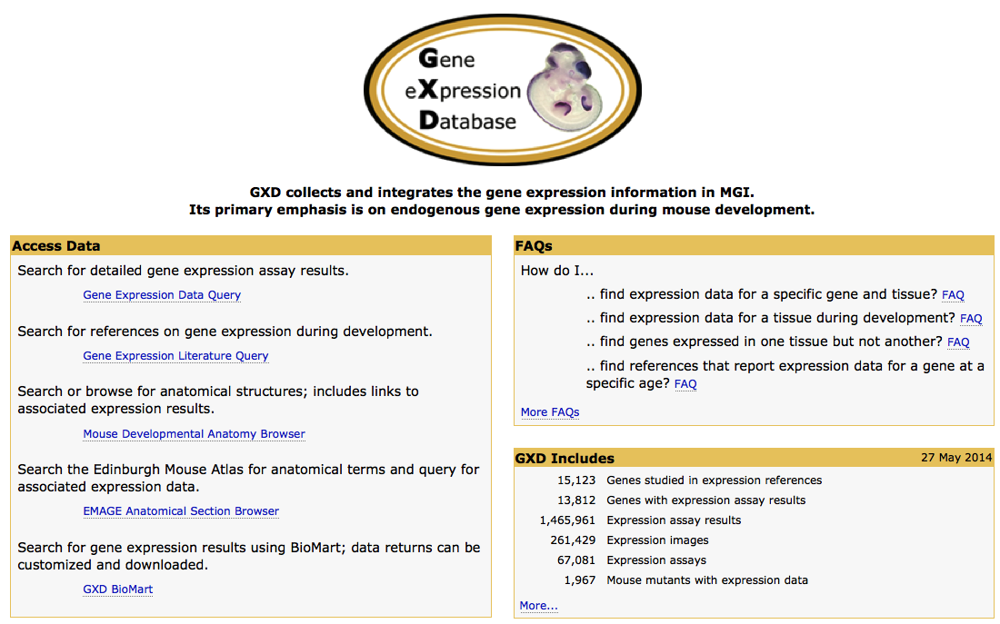 Gene
eXpression
Database
GXD collects and integrates the gene expression information in MGI.
Its primary emphasis is on endogenous gene expression during mouse development.
Access Data
Search for detailed gene expression assay results.
Gene Expression Data Query
Search for references on gene expression during development.
Gene Expression Literature Query
Search or browse for anatomical structures; includes links to
associated expression results.
Mouse Developmental Anatomy Browser
Search the Edinburgh Mouse Atlas for anatomical terms and query for
associated expression data.
EMAGE Anatomical Section Browser
Search for gene expression results using BioMart; data returns can be
customized and downloaded.
GXD BioMart
FAQs
How do I...
.. find expression data for a specific gene and tissue? FAQ
.. find expression data for a tissue during development? FAQ
.. find genes expressed in one tissue but not another? FAQ
.. find references that report expression data for a gene at a
specific age? FAQ
More FAQs
GXD Includes 27 May 2014
15,123 Genes studied in expression references
13,812 Genes with expression assay results
1,465,961 Expression assay results
261,429 Expression images
67,081 Expression assays
1,967 Mouse mutants with expression data
More...